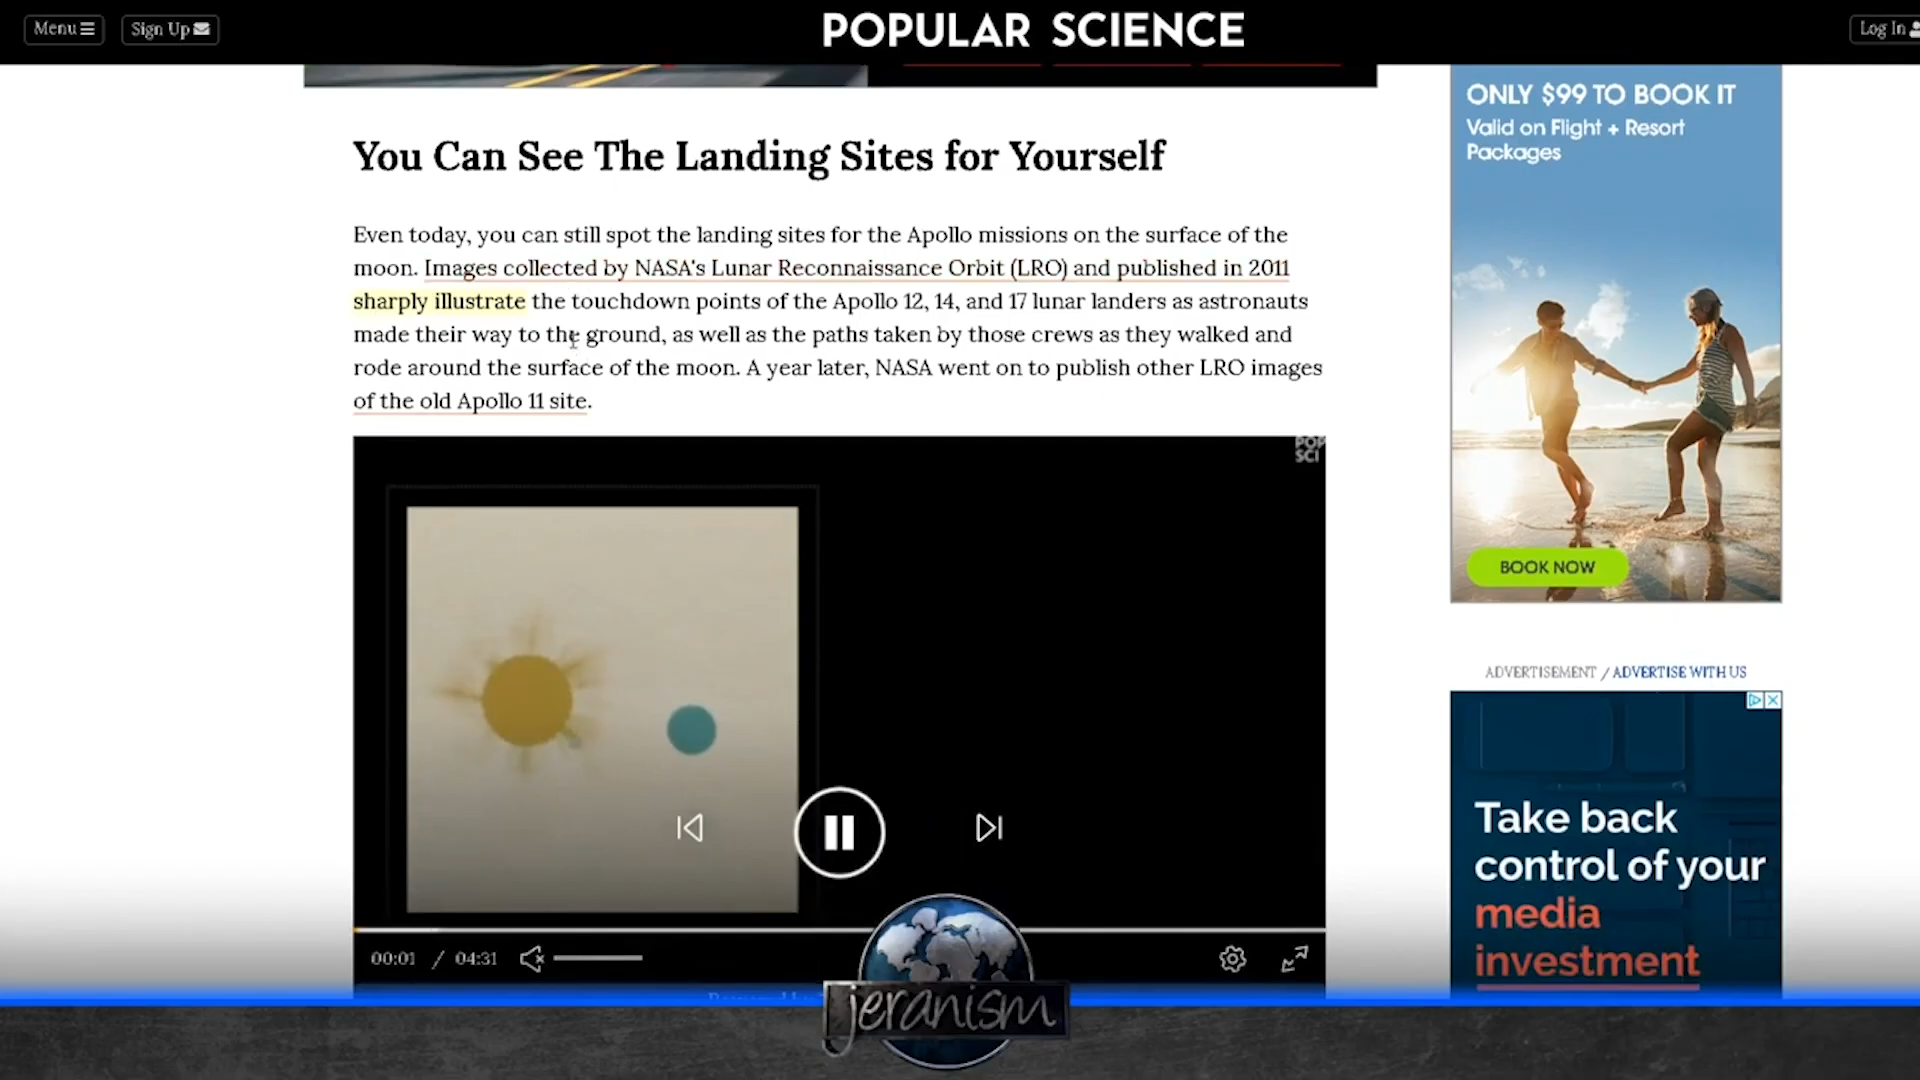 Menu
Sign Up
POPULAR SCIENCE
Log In
ONLY $99 TO BOOK IT
Valid on Flight + Resort
Packages
You Can See The Landing Sites for Yourself
Even today, you can still spot the landing sites for the Apollo missions on the surface of the
moon. Images collected by NASA's Lunar Reconnaissance Orbit (LRO) and published in 2011
sharply illustrate the touchdown points of the Apollo 12, 14, and 17 lunar landers as astronauts
made their way to the ground, as well as the paths taken by those crews as they walked and
rode around the surface of the moon. A year later, NASA went on to publish other LRO images
of the old Apollo 11 site.
POP
SCI
BOOK NOW
ADVERTISEMENT / ADVERTISE WITH US
Take back
control of your
media
investment
00:01 / 04:31
jeranism